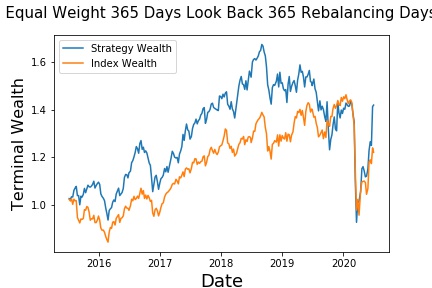 Equal Weight 365 Days Look Back 365 Rebalancing Days
Strategy Wealth
Index Wealth
Terminal Wealth
1.6
1.4
1.2
1.0
2016 2017 2018 2019 2020
Date